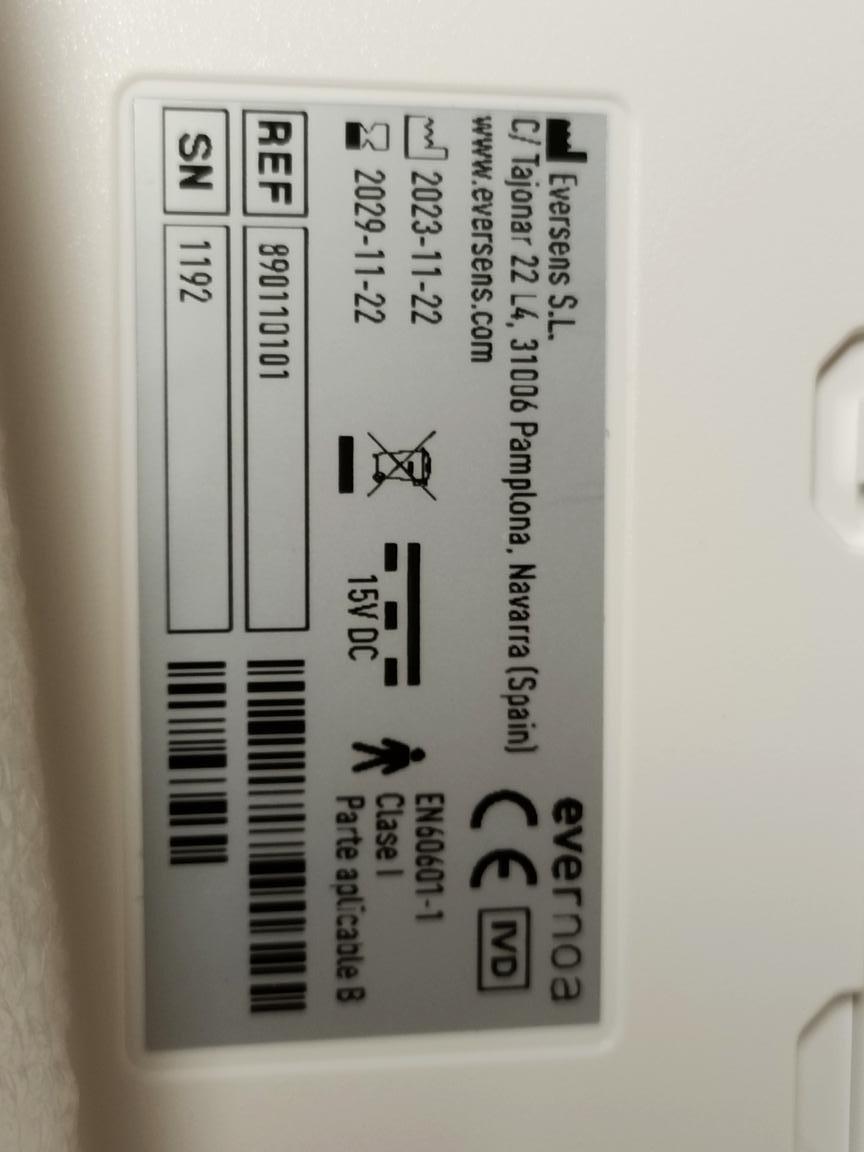 Eversens S.L.
C/ Tajonar 22 L4, 31006 Pamplona, Navarra (Spain)
www.eversens.com
evernoa
CE IVD
2023-11-22
2029-11-22
15V DC
EN60601-1
Clase I
Parte aplicable B
REF 890110101
SN 1192